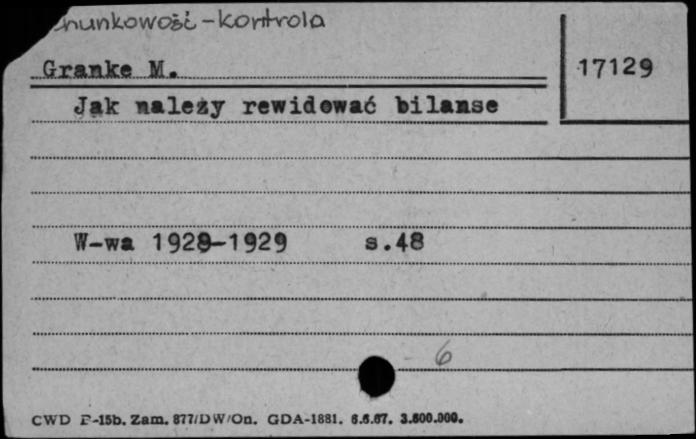 hunkowość - kontrola
Granke M.
17129
Jak należy rewidować bilanse
W-wa 1928-1929 s.48
6
CWD P-15b. Zam. 877/DW/On. GDA-1881. 6.6.67. 3.800.000.